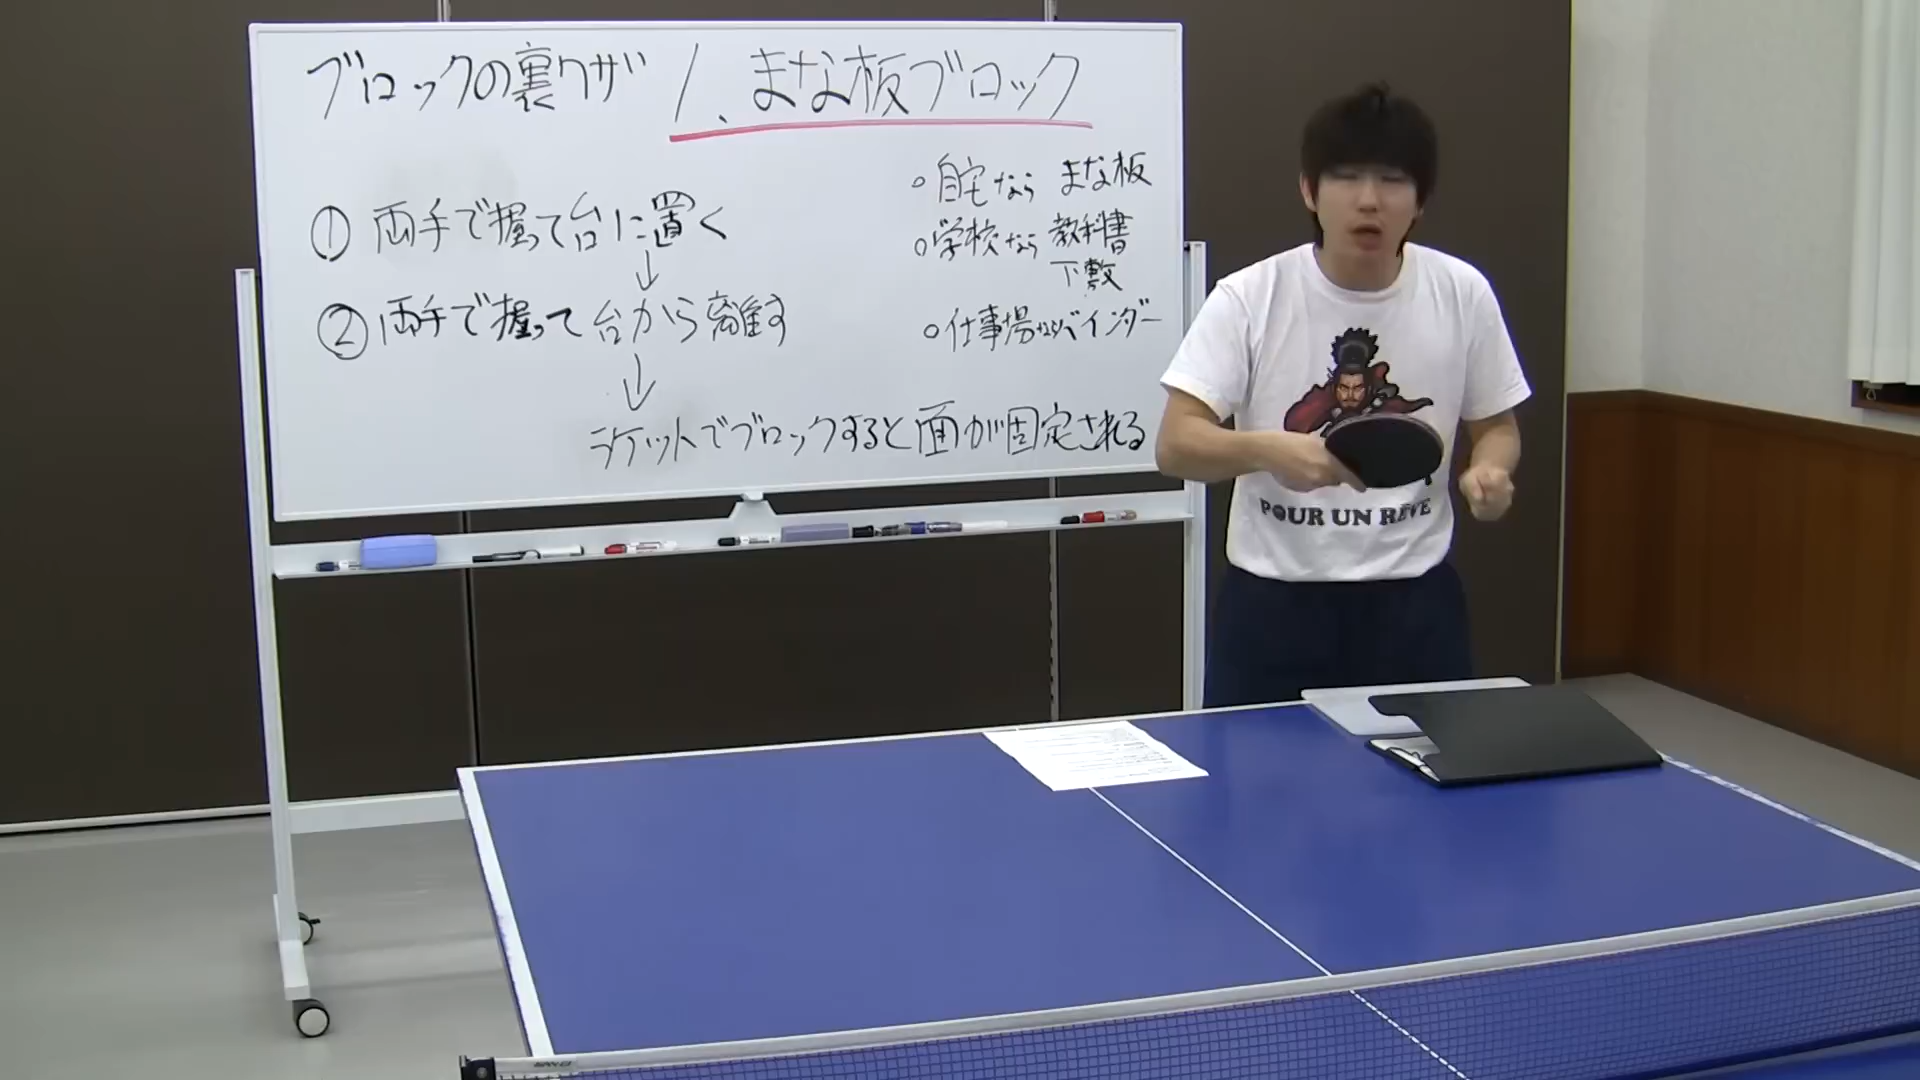 ブロックの裏ワザ 1、まな板ブロック
① 両手で握って台に置く
↓
② 両手で握って台から離す
↓
ラケットでブロックすると面が固定される
○自宅なら まな板
○学校なら 教科書
下敷
○仕事場ならバインダー
POUR UN REVE